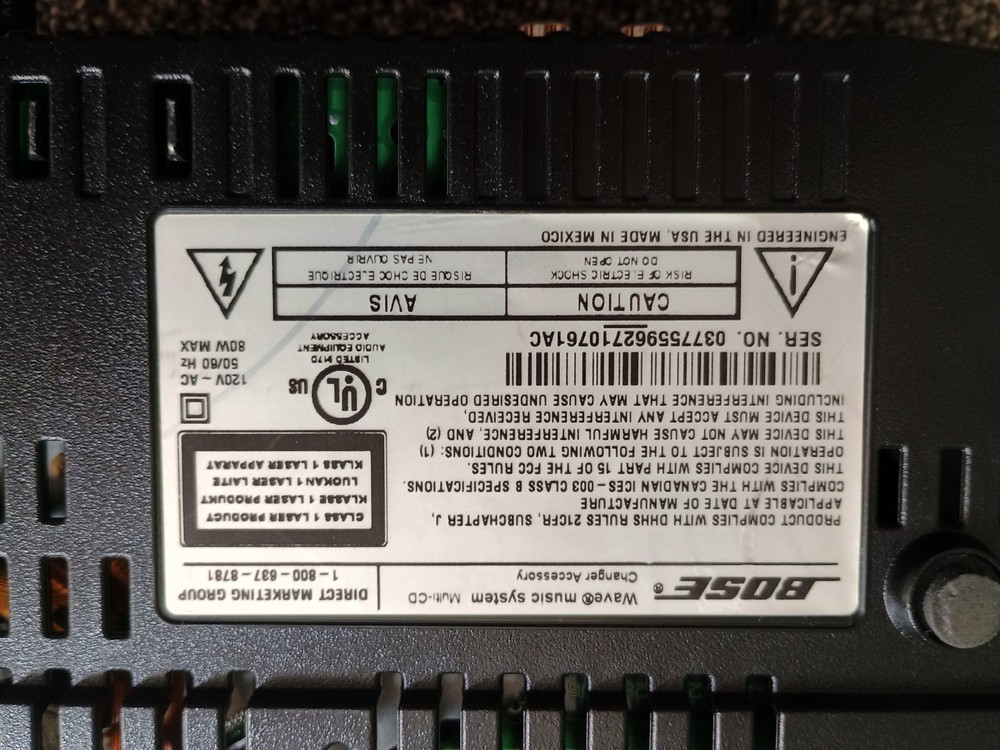 BOSE®
Wave® music system Multi-CD
Changer Accessory
DIRECT MARKETING GROUP
1-800-637-8781
PRODUCT COMPLIES WITH DHHS RULES 21CFR, SUBCHAPTER J,
APPLICABLE AT DATE OF MANUFACTURE
COMPLIES WITH THE CANADIAN ICES-003 CLASS B SPECIFICATIONS.
THIS DEVICE COMPLIES WITH PART 15 OF THE FCC RULES.
OPERATION IS SUBJECT TO THE FOLLOWING TWO CONDITIONS: (1)
THIS DEVICE MAY NOT CAUSE HARMFUL INTERFERENCE, AND (2)
THIS DEVICE MUST ACCEPT ANY INTERFERENCE RECEIVED,
INCLUDING INTERFERENCE THAT MAY CAUSE UNDESIRED OPERATION
CLASS 1 LASER PRODUCT
KLASSE 1 LASER PRODUKT
LUOKAN 1 LASER LAITE
KLASS 1 LASER APPARAT
SER. NO. 0377555962710761AC
C UL US
LISTED 917D
AUDIO EQUIPMENT
ACCESSORY
120V ~ AC
50/60 Hz
80W MAX
CAUTION
RISK OF ELECTRIC SHOCK
DO NOT OPEN
AVIS
RISQUE DE CHOC ELECTRIQUE
NE PAS OUVRIR
ENGINEERED IN THE USA, MADE IN MEXICO